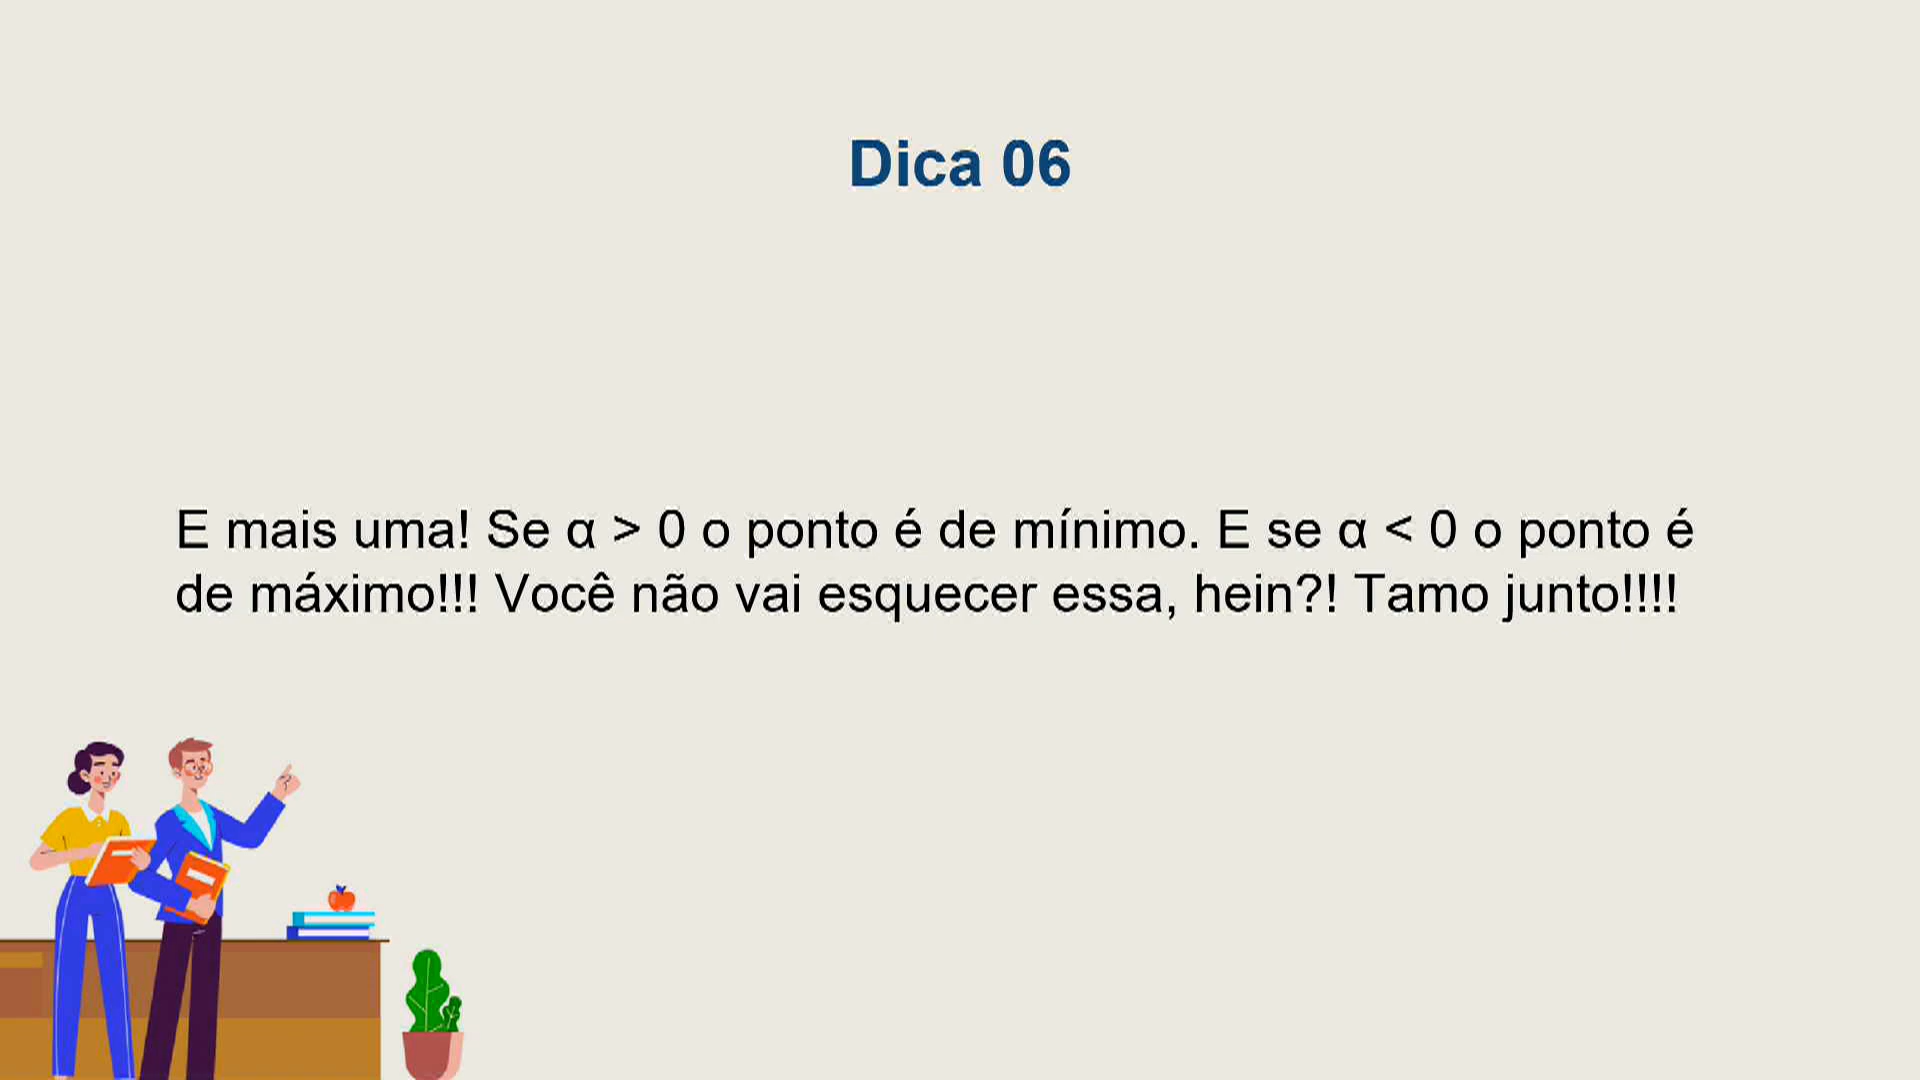 Dica 06
E mais uma! Se α > 0 o ponto é de mínimo. E se α < 0 o ponto é
de máximo!!! Você não vai esquecer essa, hein?! Tamo junto!!!!